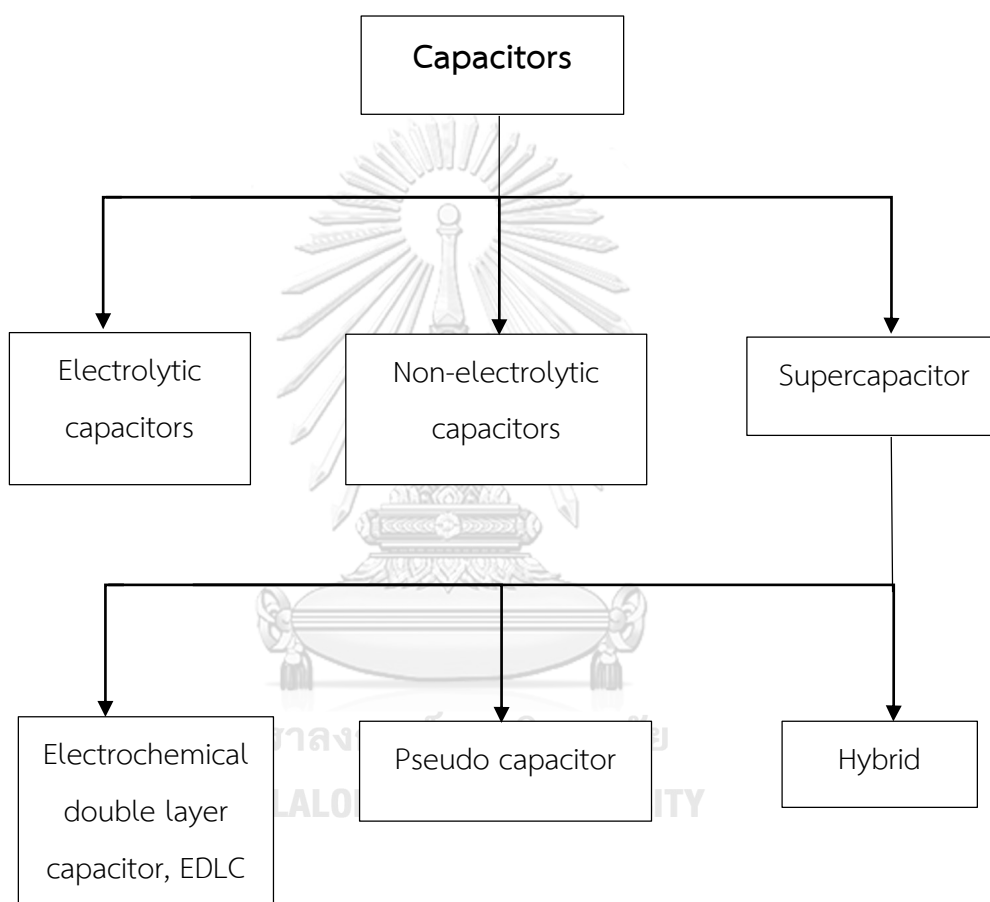 Capacitors
Electrolytic
capacitors
Non-electrolytic
capacitors
Supercapacitor
Electrochemical
double layer
capacitor, EDLC
Pseudo capacitor
Hybrid